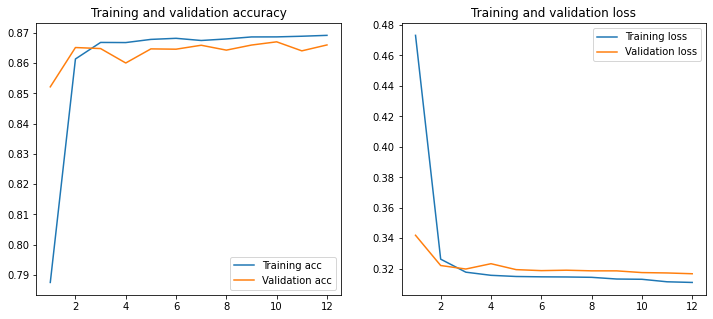 Training and validation accuracy
0.87
0.86
0.85
0.84
0.83
0.82
0.81
0.80
0.79
2 4 6 8 10 12
Training acc
Validation acc
Training and validation loss
0.48
0.46
0.44
0.42
0.40
0.38
0.36
0.34
0.32
2 4 6 8 10 12
Training loss
Validation loss